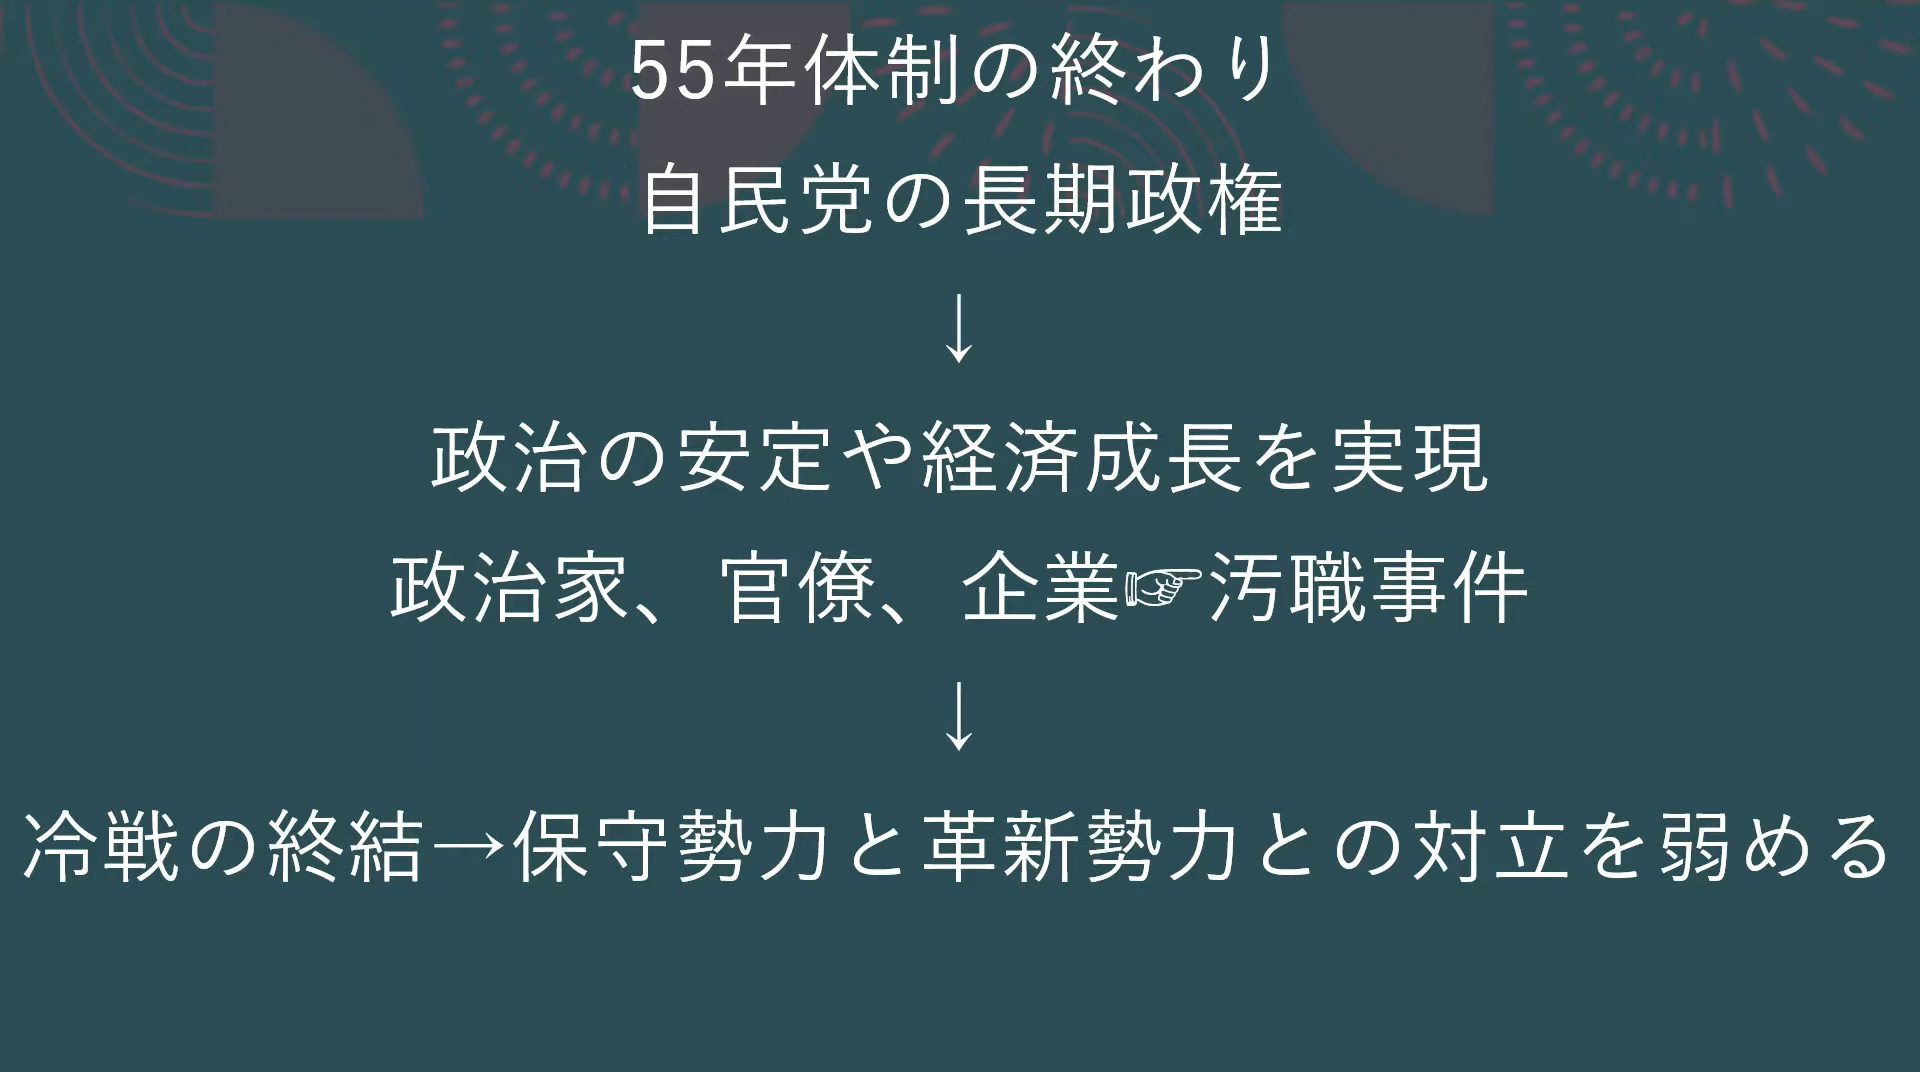 55年体制の終わり
自民党の長期政権
↓
政治の安定や経済成長を実現
政治家、官僚、企業☞汚職事件
↓
冷戦の終結→保守勢力と革新勢力との対立を弱める